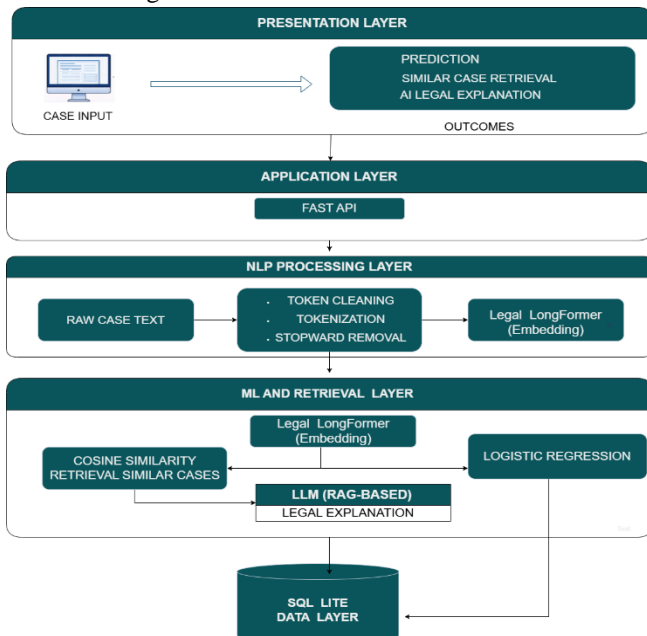 PRESENTATION LAYER
PREDICTION
SIMILAR CASE RETRIEVAL
AI LEGAL EXPLANATION
CASE INPUT
OUTCOMES
APPLICATION LAYER
FAST API
NLP PROCESSING LAYER
RAW CASE TEXT
. TOKEN CLEANING
. TOKENIZATION
. STOPWARD REMOVAL
Legal LongFormer
(Embedding)
ML AND RETRIEVAL LAYER
Legal LongFormer
(Embedding)
COSINE SIMILARITY
RETRIEVAL SIMILAR CASES
LOGISTIC REGRESSION
LLM (RAG-BASED)
LEGAL EXPLANATION
SQL LITE
DATA LAYER